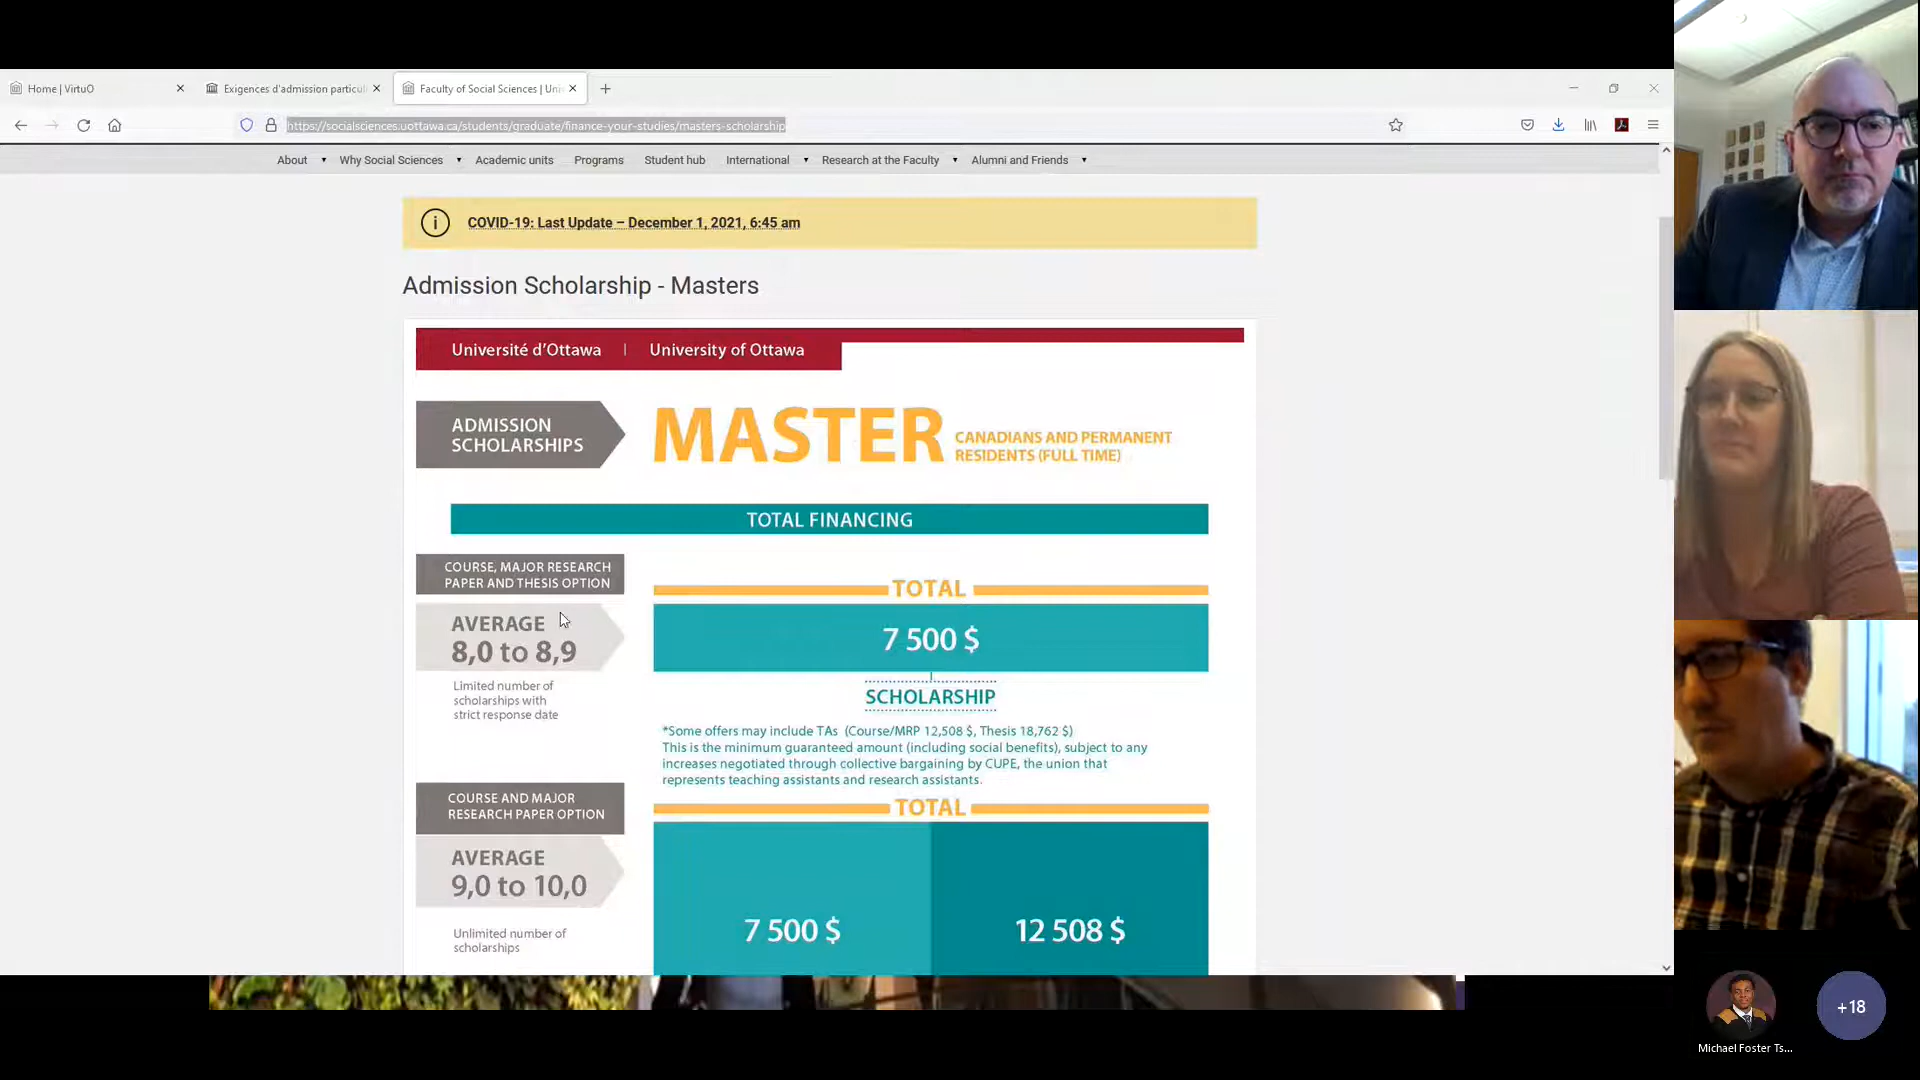 Home | VirtuO
Exigences d'admission particul
Faculty of Social Sciences | Uni
https://socialsciences.uottawa.ca/students/graduate/finance-your-studies/masters-scholarship
About Why Social Sciences Academic units Programs Student hub International Research at the Faculty Alumni and Friends
COVID-19: Last Update – December 1, 2021, 6:45 am
Admission Scholarship - Masters
Université d'Ottawa | University of Ottawa
ADMISSION
SCHOLARSHIPS
MASTER
CANADIANS AND PERMANENT
RESIDENTS (FULL TIME)
TOTAL FINANCING
COURSE, MAJOR RESEARCH
PAPER AND THESIS OPTION
TOTAL
AVERAGE
8,0 to 8,9
7 500 $
Limited number of
scholarships with
strict response date
SCHOLARSHIP
*Some offers may include TAs (Course/MRP 12,508 $, Thesis 18,762 $)
This is the minimum guaranteed amount (including social benefits), subject to any
increases negotiated through collective bargaining by CUPE, the union that
represents teaching assistants and research assistants.
COURSE AND MAJOR
RESEARCH PAPER OPTION
TOTAL
AVERAGE
9,0 to 10,0
7 500 $
12 508 $
Unlimited number of
scholarships
+18
Michael Foster Ts...